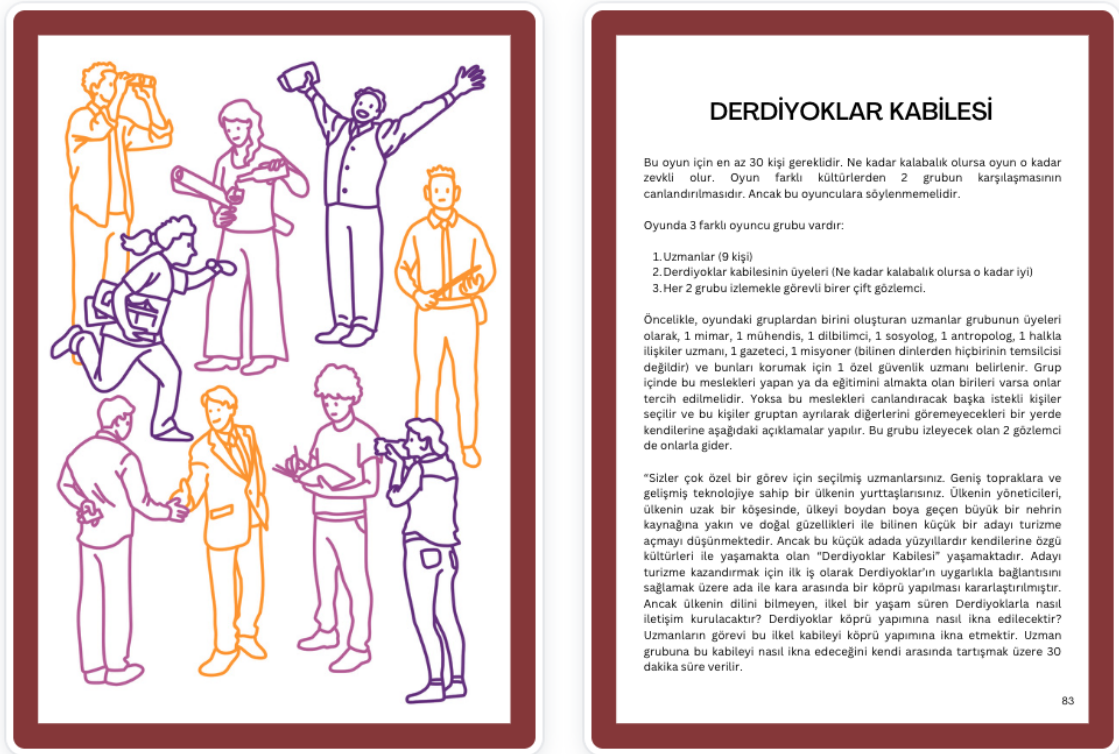 DERDİYOKLAR KABİLESİ
Bu oyun için en az 30 kişi gereklidir. Ne kadar kalabalık olursa oyun o kadar
zevkli olur. Oyun farklı kültürlerden 2 grubun karşılaşmasının
canlandırılmasıdır. Ancak bu oyunculara söylenmemelidir.
Oyunda 3 farklı oyuncu grubu vardır:
1. Uzmanlar (9 kişi)
2. Derdiyoklar kabilesinin üyeleri (Ne kadar kalabalık olursa o kadar iyi)
3. Her 2 grubu izlemekle görevli birer çift gözlemci.
Öncelikle, oyundaki gruplardan birini oluşturan uzmanlar grubunun üyeleri
olarak, 1 mimar, 1 mühendis, 1 dilbilimci, 1 sosyolog, 1 antropolog, 1 halkla
ilişkiler uzmanı, 1 gazeteci, 1 misyoner (bilinen dinlerden hiçbirinin temsilcisi
değildir) ve bunları korumak için 1 özel güvenlik uzmanı belirlenir. Grup
içinde bu meslekleri yapan ya da eğitimini almakta olan birileri varsa onlar
tercih edilmelidir. Yoksa bu meslekleri canlandıracak başka istekli kişiler
seçilir ve bu kişiler gruptan ayrılarak diğerlerini göremeyecekleri bir yerde
kendilerine aşağıdaki açıklamalar yapılır. Bu grubu izleyecek olan 2 gözlemci
de onlarla gider.
“Sizler çok özel bir görev için seçilmiş uzmanlarsınız. Geniş topraklara ve
gelişmiş teknolojiye sahip bir ülkenin yurttaşlarısınız. Ülkenin yöneticileri,
ülkenin uzak bir köşesinde, ülkeyi boydan boya geçen büyük bir nehrin
kaynağına yakın ve doğal güzellikleri ile bilinen küçük bir adayı turizme
açmayı düşünmektedir. Ancak bu küçük adada yüzyıllardır kendilerine özgü
kültürleri ile yaşamakta olan “Derdiyoklar Kabilesi” yaşamaktadır. Adayı
turizme kazandırmak için ilk iş olarak Derdiyoklar’ın uygarlıkla bağlantısını
sağlamak üzere ada ile kara arasında bir köprü yapılması kararlaştırılmıştır.
Ancak ülkenin dilini bilmeyen, ilkel bir yaşam süren Derdiyoklarla nasıl
iletişim kurulacaktır? Derdiyoklar köprü yapımına nasıl ikna edilecektir?
Uzmanların görevi bu ilkel kabileyi köprü yapımına ikna etmektir. Uzman
grubuna bu kabileyi nasıl ikna edeceğini kendi arasında tartışmak üzere 30
dakika süre verilir.
83